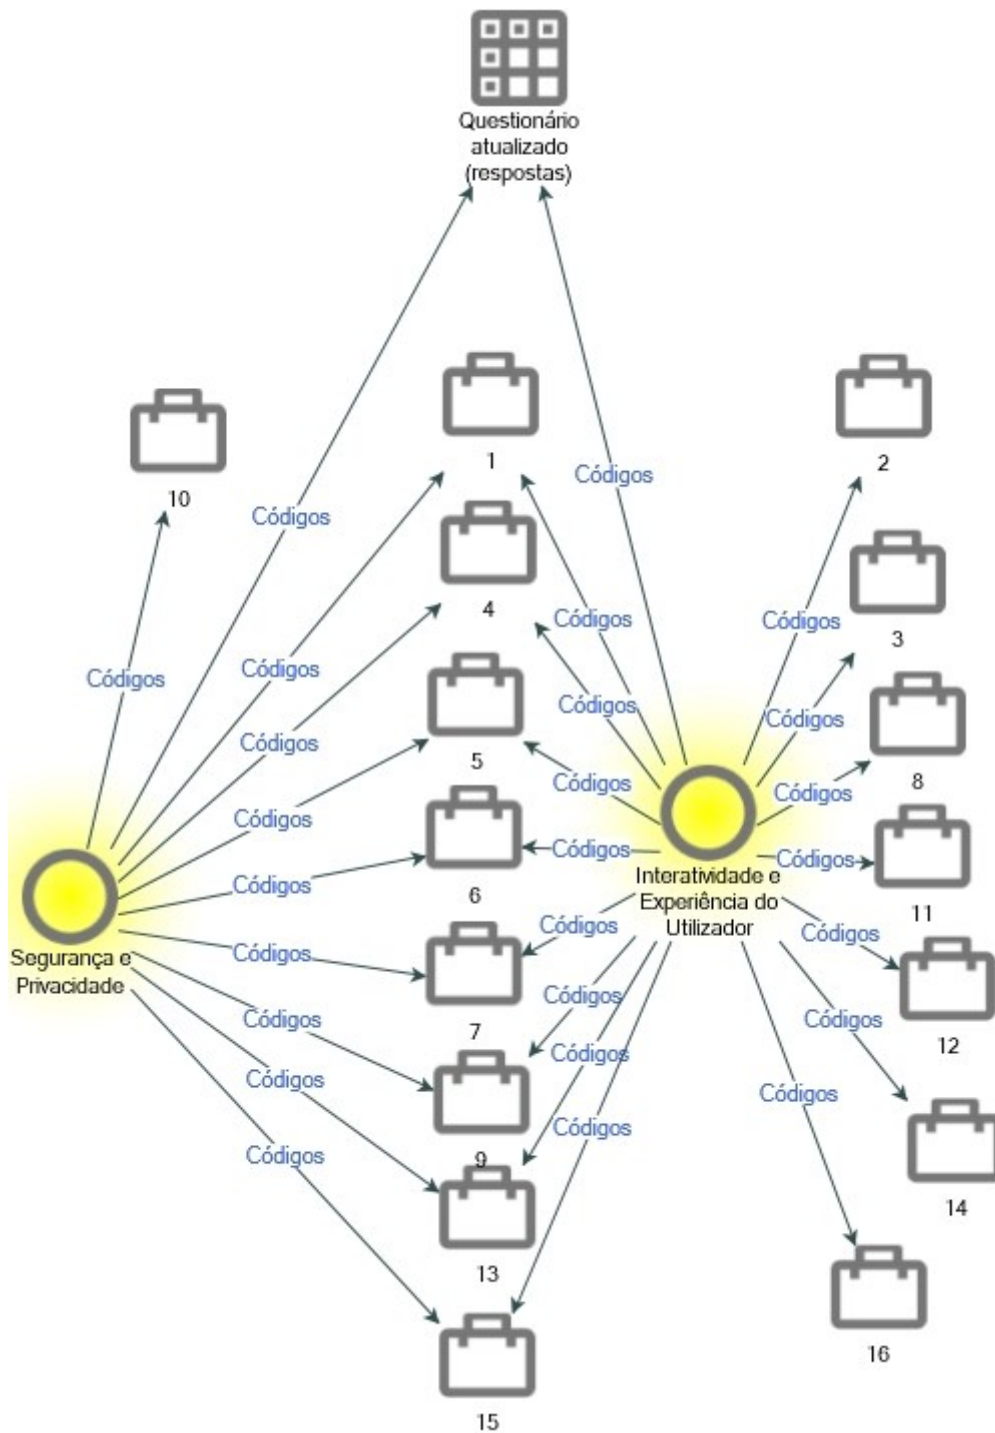 Questionário
atualizado
(respostas)
1
2
10
Códigos
Códigos
4
Códigos
Códigos
3
Códigos
Códigos
Códigos
Códigos
Códigos
5
8
Códigos
Códigos
Códigos
Códigos
Códigos
Interatividade e
Experiência do
Utilizador
Códigos
6
11
Segurança e
Privacidade
Códigos
Códigos
Códigos
7
12
Códigos
Códigos
Códigos
Códigos
Códigos
Códigos
9
Códigos
Códigos
14
13
16
15